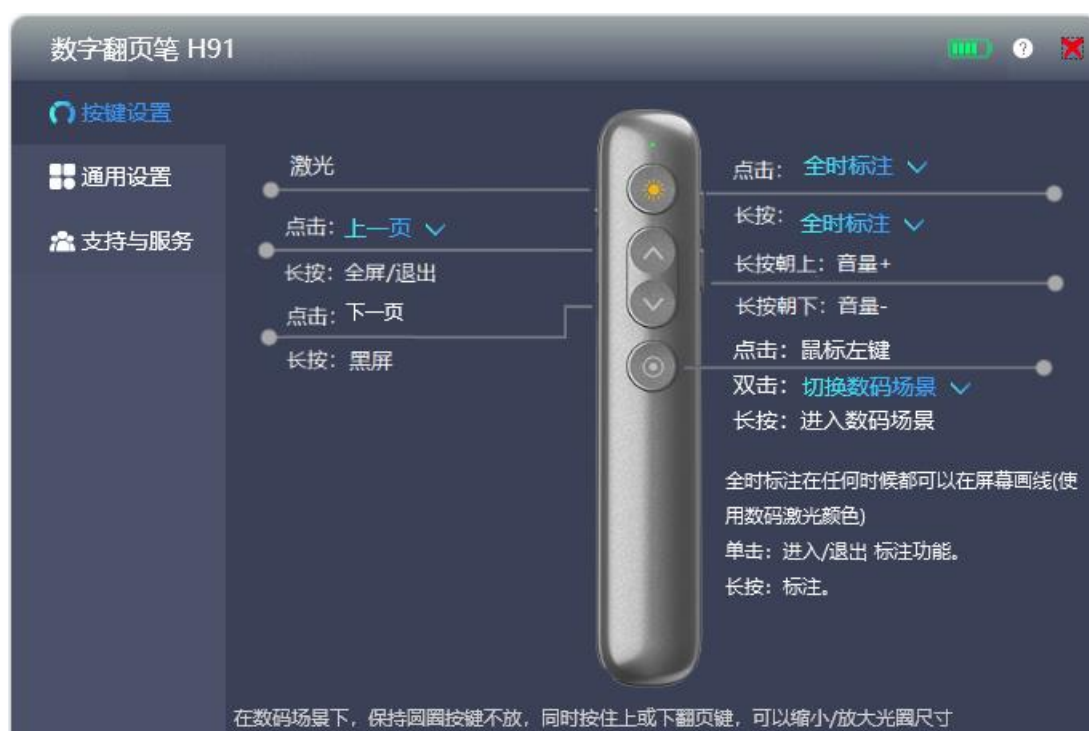 数字翻页笔 H91
按键设置
通用设置
支持与服务
激光
点击：上一页
长按：全屏/退出
点击：下一页
长按：黑屏
点击：全时标注
长按：全时标注
长按朝上：音量+
长按朝下：音量-
点击：鼠标左键
双击：切换数码场景
长按：进入数码场景
全时标注在任何时候都可以在屏幕画线(使
用数码激光颜色)
单击：进入/退出 标注功能。
长按：标注。
在数码场景下，保持圆圈按键不放，同时按住上或下翻页键，可以缩小/放大光圈尺寸